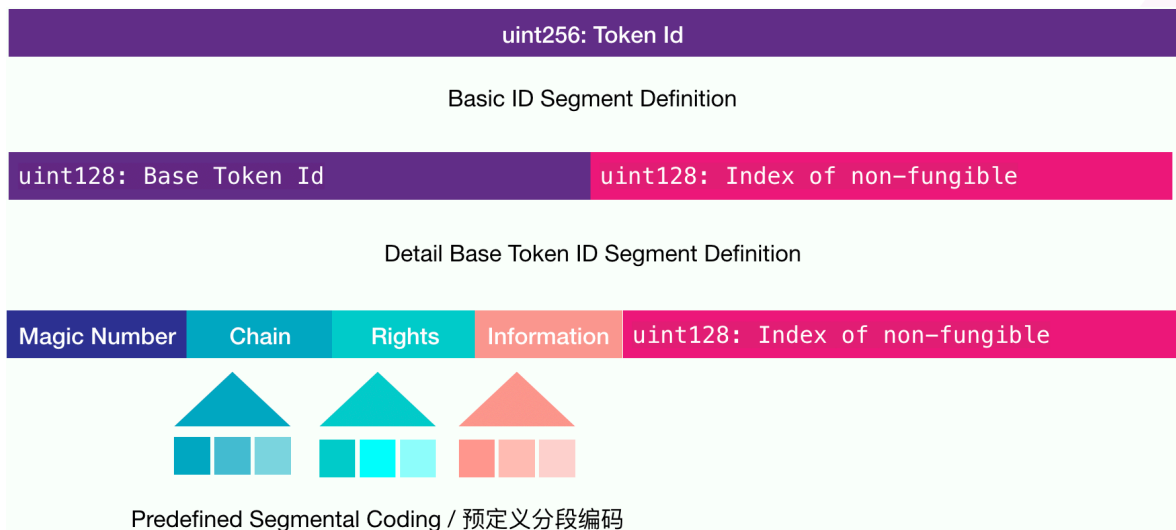 uint256: Token Id
Basic ID Segment Definition
uint128: Base Token Id uint128: Index of non-fungible
Detail Base Token ID Segment Definition
Magic Number Chain Rights Information uint128: Index of non-fungible
Predefined Segmental Coding / 预定义分段编码